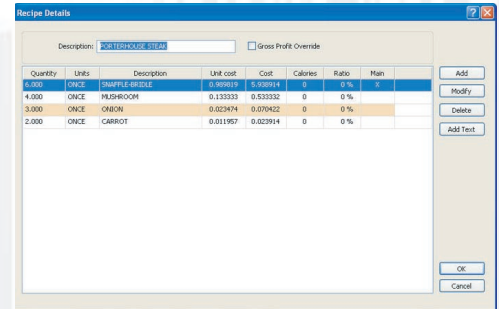 Recipe Details
Description: PORTERHOUSE STEAK Gross Profit Override
Quantity Units Description Unit cost Cost Calories Ratio Main
6.000 ONCE SNAFFLE-BRIDLE 0.989819 5.938914 0 0 % X
4.000 ONCE MUSHROOM 0.133333 0.533332 0 0 %
3.000 ONCE ONION 0.023474 0.070422 0 0 %
2.000 ONCE CARROT 0.011957 0.023914 0 0 %
Add
Modify
Delete
Add Text
OK
Cancel